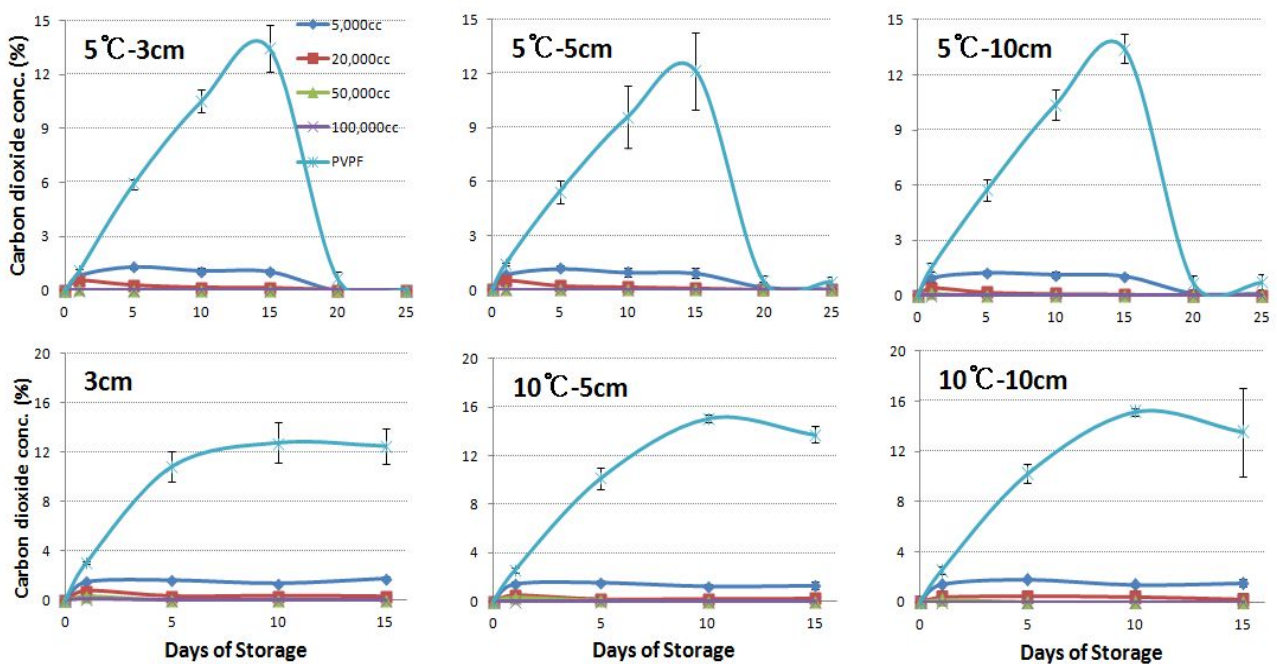 Carbon dioxide conc. (%)
15
12
9
6
3
0
5℃-3cm
5,000cc
20,000cc
50,000cc
100,000cc
PVPF
0 5 10 15 20 25
15
12
9
6
3
0
5℃-5cm
0 5 10 15 20 25
15
12
9
6
3
0
5℃-10cm
0 5 10 15 20 25
Carbon dioxide conc. (%)
20
16
12
8
4
0
3cm
0 5 10 15
Days of Storage
20
16
12
8
4
0
10℃-5cm
0 5 10 15
Days of Storage
20
16
12
8
4
0
10℃-10cm
0 5 10 15
Days of Storage